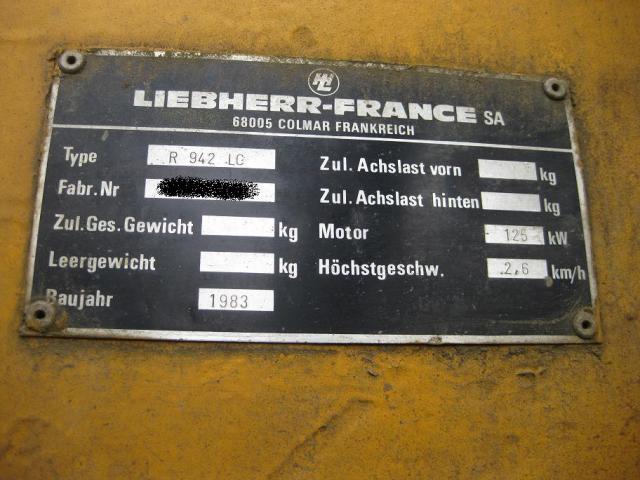 LIEBHERR-FRANCE SA
68005 COLMAR FRANKREICH
Type R 942 LC
Fabr. Nr
Zul. Ges. Gewicht kg
Leergewicht kg
Baujahr 1983
Zul. Achslast vorn kg
Zul. Achslast hinten kg
Motor 125 kW
Höchstgeschw. 2,6 km/h